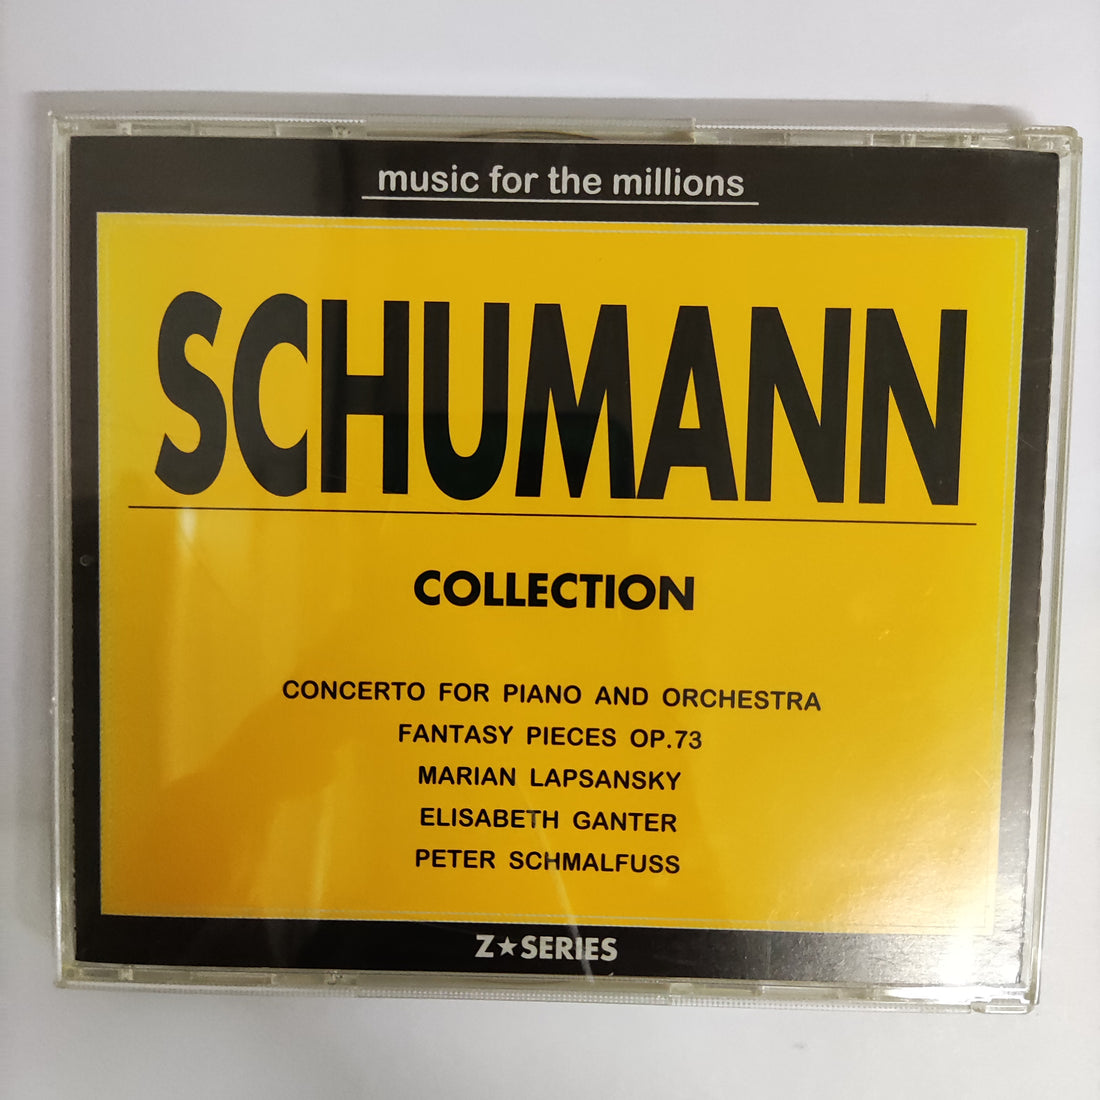 music for the millions
SCHUMANN
COLLECTION
CONCERTO FOR PIANO AND ORCHESTRA
FANTASY PIECES OP.73
MARIAN LAPSANSKY
ELISABETH GANTER
PETER SCHMALFUSS
Z★SERIES